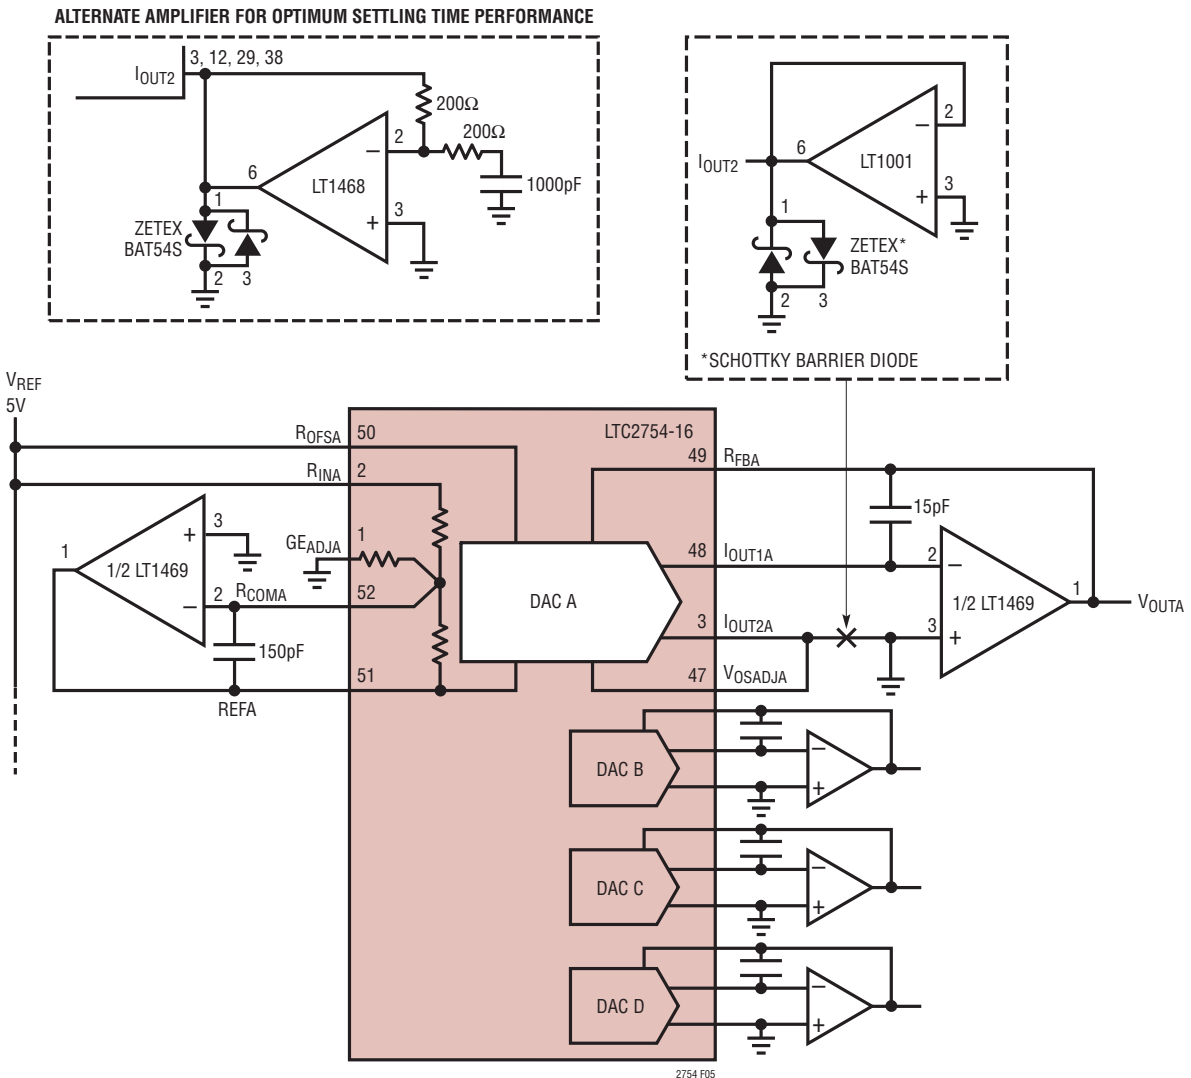 ALTERNATE AMPLIFIER FOR OPTIMUM SETTLING TIME PERFORMANCE
IOUT2
3, 12, 29, 38
200Ω
200Ω
2
−
LT1468
6
1000pF
3
+
1
ZETEX
BAT54S
2
3
2
−
6
LT1001
IOUT2
3
+
1
ZETEX*
BAT54S
2
3
*SCHOTTKY BARRIER DIODE
VREF
5V
ROFSA
50
LTC2754-16
49
RFBA
RINA
2
15pF
3
+
1
GEADJA
1
48
IOUT1A
2
−
1/2 LT1469
DAC A
1/2 LT1469
1
VOUTA
−
2
RCOMA
52
3
IOUT2A
3
+
150pF
51
47
VOSADJA
REFA
DAC B
−
+
DAC C
−
+
DAC D
−
+
2754 F05